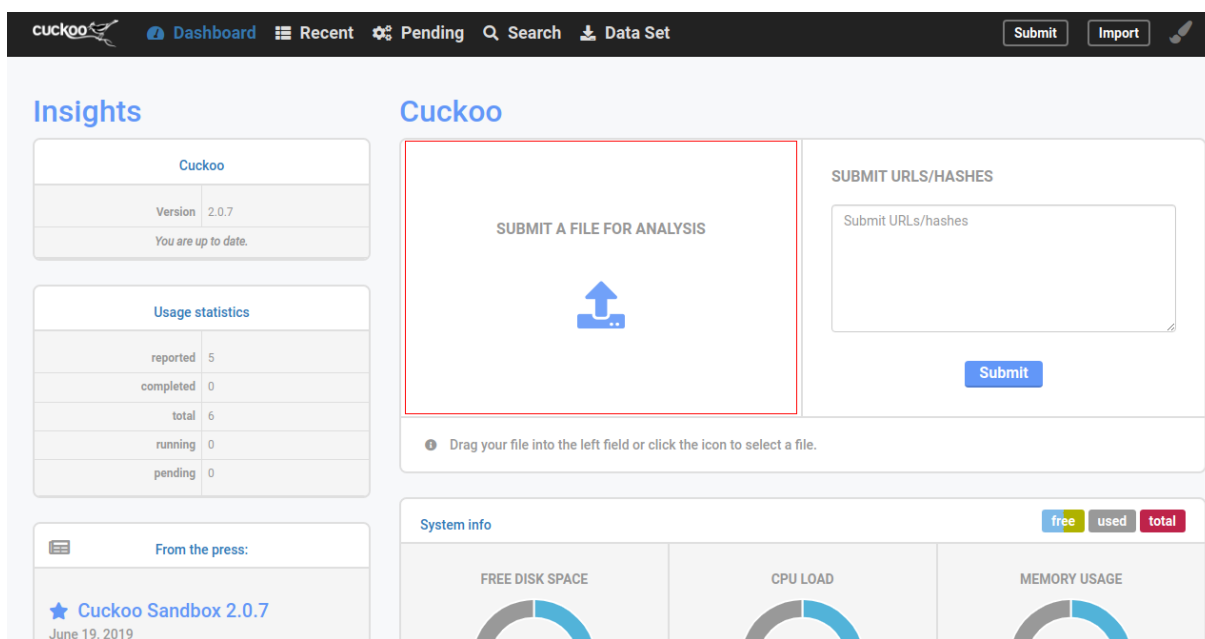 cuckoo Dashboard Recent Pending Search Data Set Submit Import
Insights
Cuckoo
Version 2.0.7
You are up to date.
Usage statistics
reported 5
completed 0
total 6
running 0
pending 0
From the press:
Cuckoo Sandbox 2.0.7
June 19, 2019
Cuckoo
SUBMIT A FILE FOR ANALYSIS
SUBMIT URLS/HASHES
Submit URLs/hashes
Submit
Drag your file into the left field or click the icon to select a file.
System info
free used total
FREE DISK SPACE
CPU LOAD
MEMORY USAGE